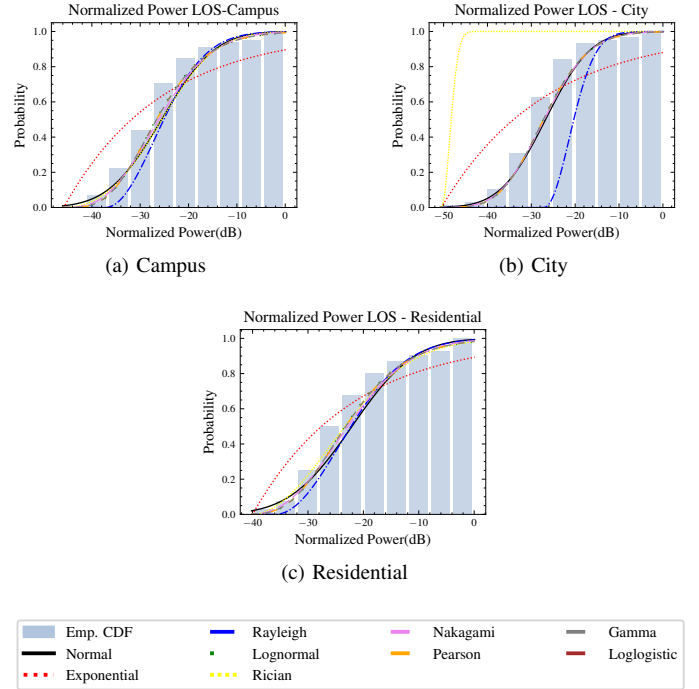 Normalized Power LOS-Campus
1.0
0.8
0.6
0.4
0.2
0.0
Probability
−40 −30 −20 −10 0
Normalized Power(dB)
(a) Campus
Normalized Power LOS - City
1.0
0.8
0.6
0.4
0.2
0.0
Probability
−50 −40 −30 −20 −10 0
Normalized Power(dB)
(b) City
Normalized Power LOS - Residential
1.0
0.8
0.6
0.4
0.2
0.0
Probability
−40 −30 −20 −10 0
Normalized Power(dB)
(c) Residential
Emp. CDF Rayleigh Nakagami Gamma
Normal Lognormal Pearson Loglogistic
Exponential Rician